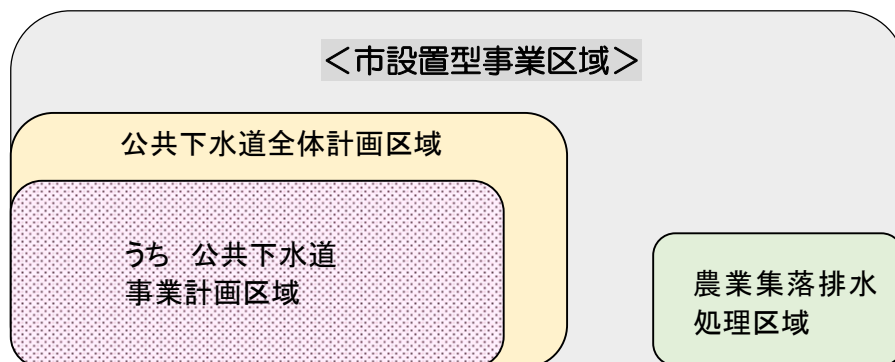 ＜市設置型事業区域＞
公共下水道全体計画区域
うち　公共下水道
事業計画区域
農業集落排水
処理区域